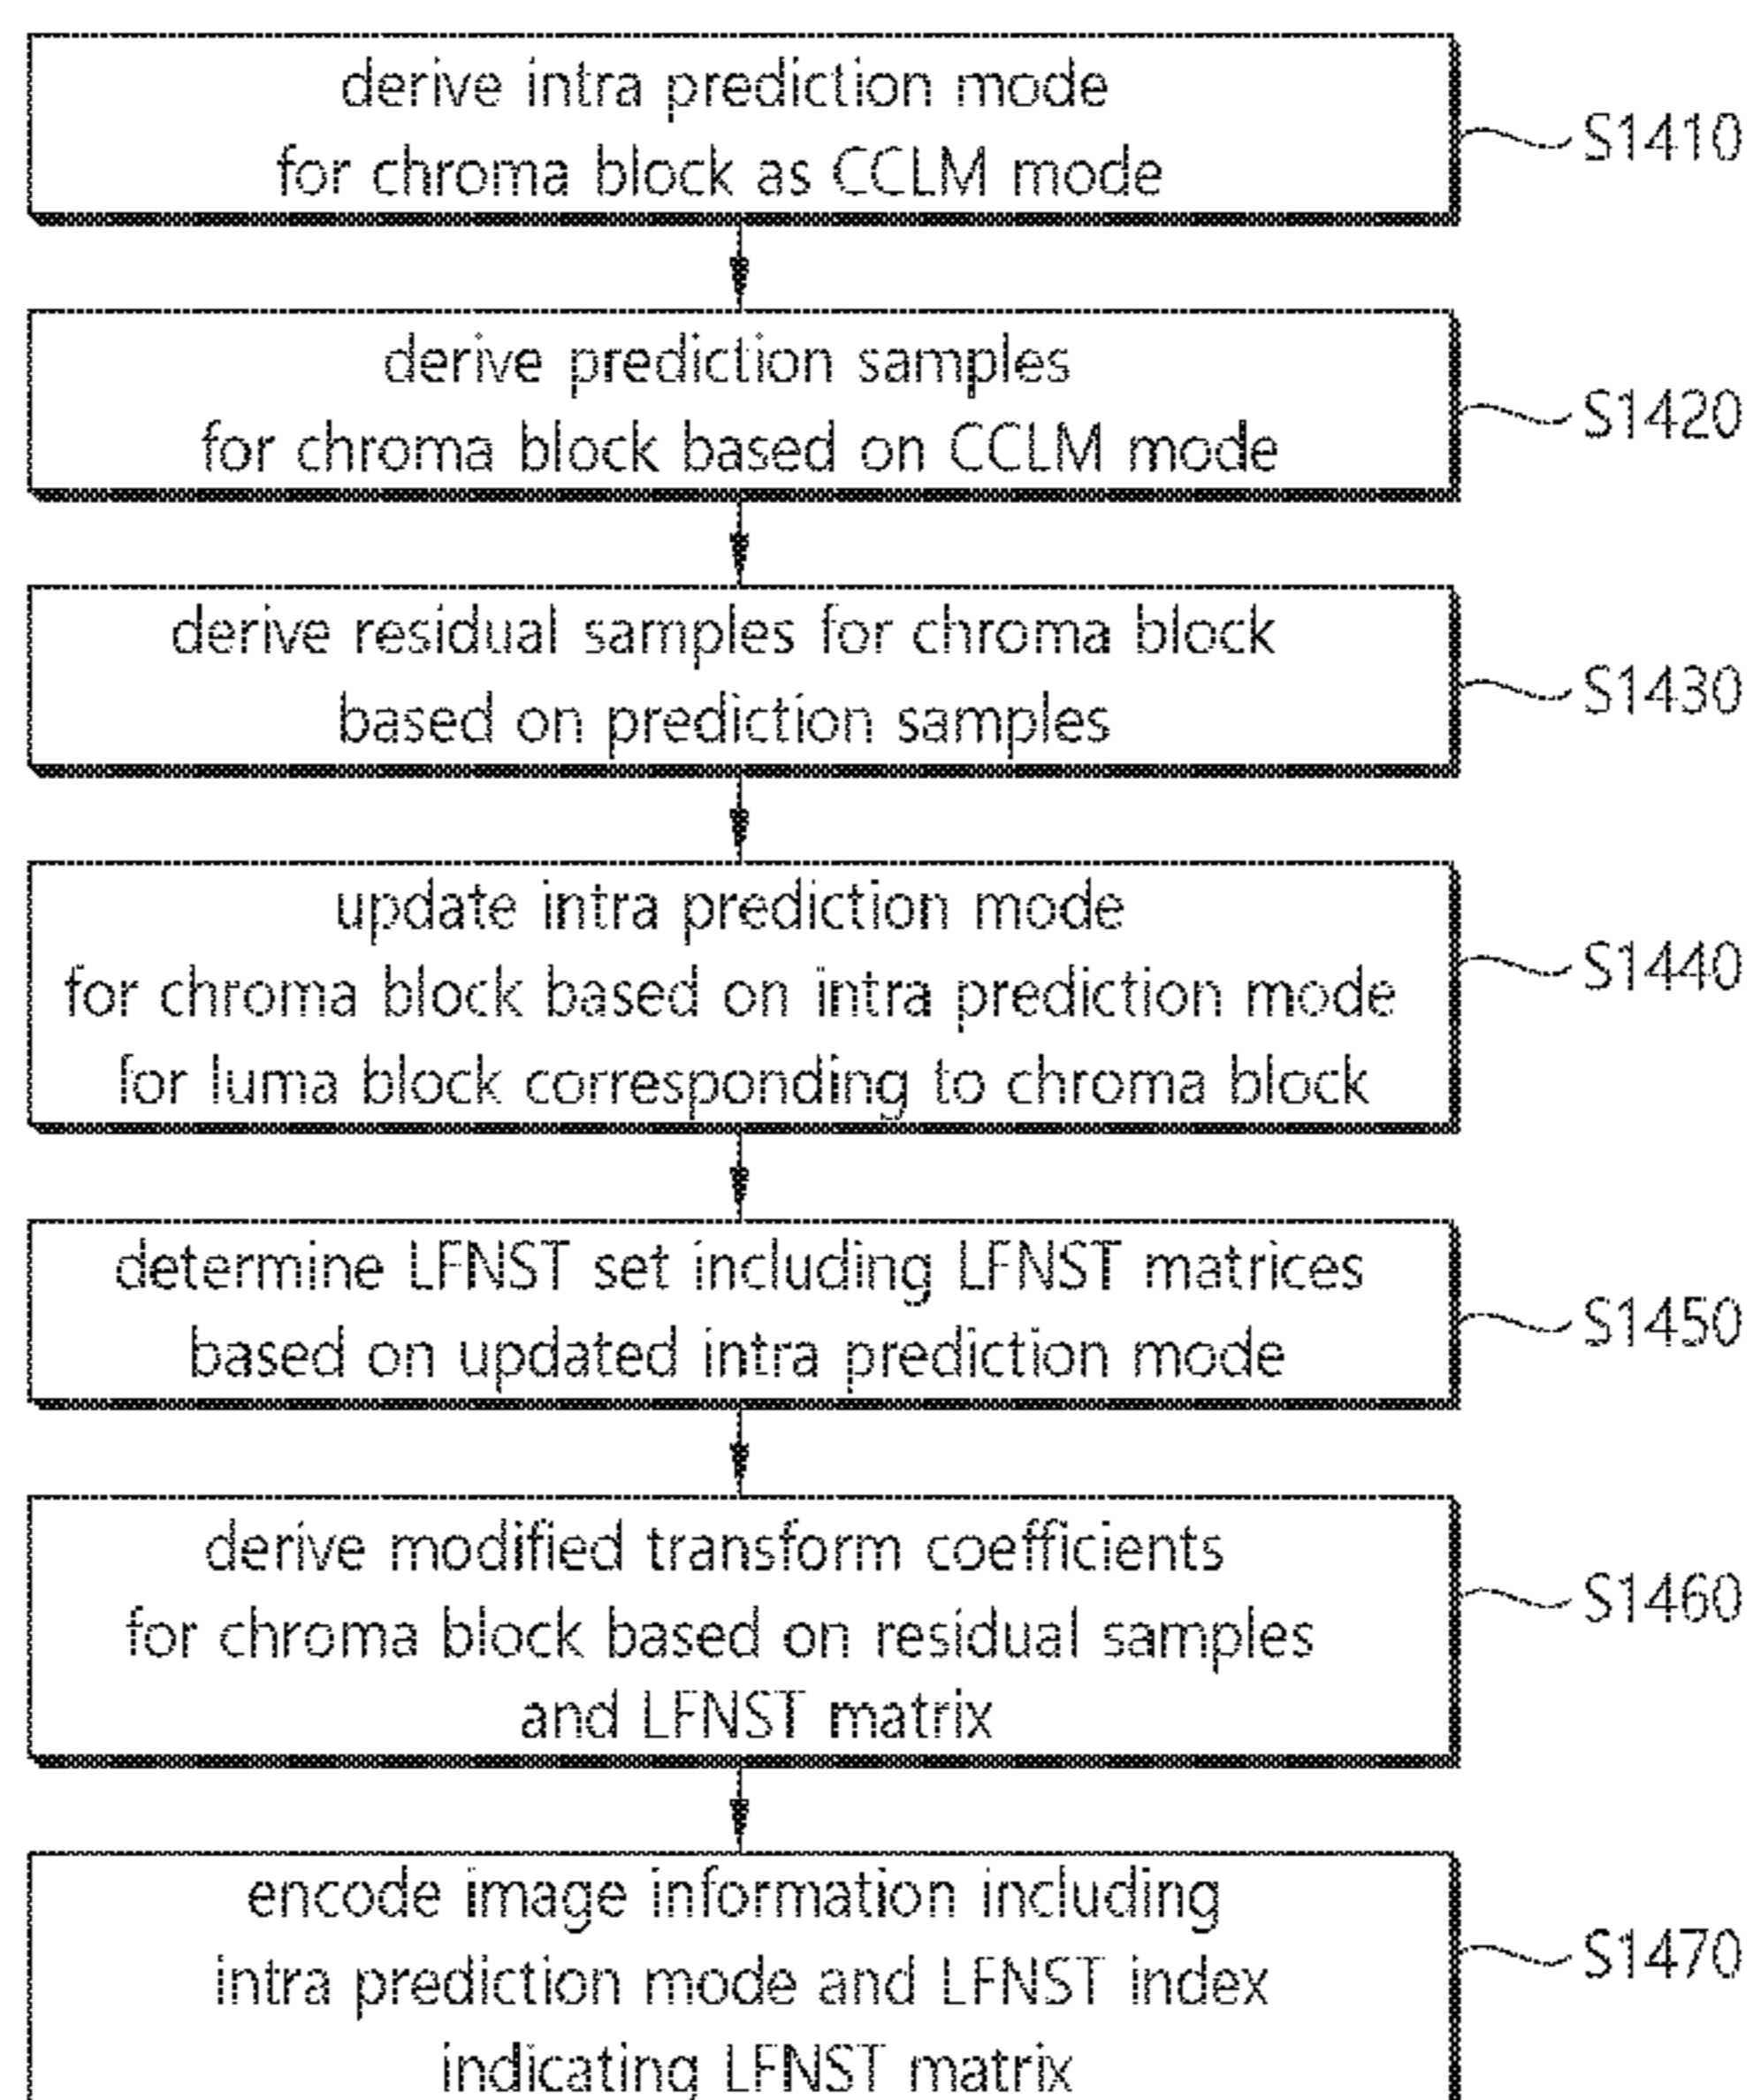 derive intra prediction mode
for chroma block as CCLM mode
S1410
derive prediction samples
for chroma block based on CCLM mode
S1420
derive residual samples for chroma block
based on prediction samples
S1430
update intra prediction mode
for chroma block based on intra prediction mode
for luma block corresponding to chroma block
S1440
determine LFNST set including LFNST matrices
based on updated intra prediction mode
S1450
derive modified transform coefficients
for chroma block based on residual samples
and LFNST matrix
S1460
encode image information including
intra prediction mode and LFNST index
indicating LFNST matrix
S1470